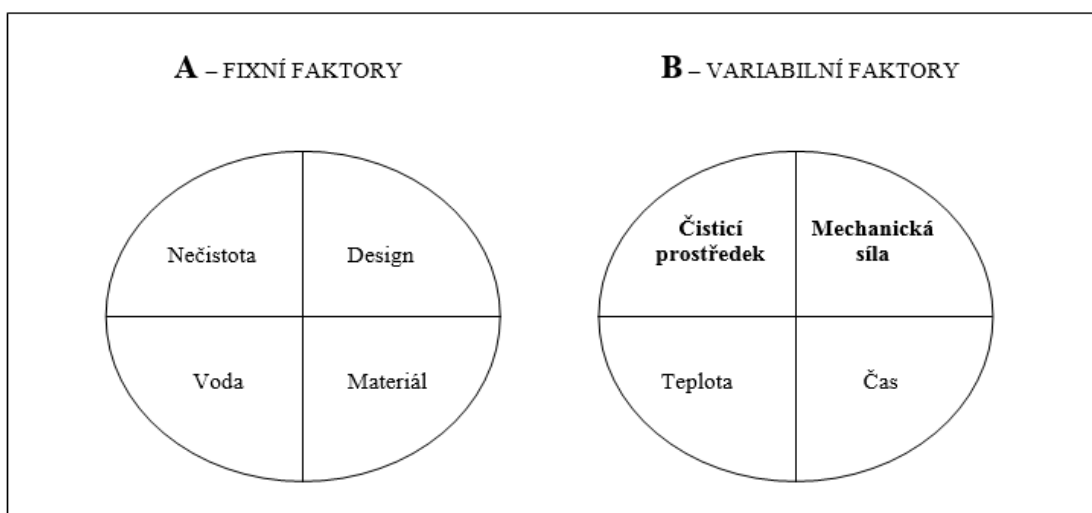 A – FIXNÍ FAKTORY
B – VARIABILNÍ FAKTORY
Nečistota
Design
Voda
Materiál
Čisticí
prostředek
Mechanická
síla
Teplota
Čas